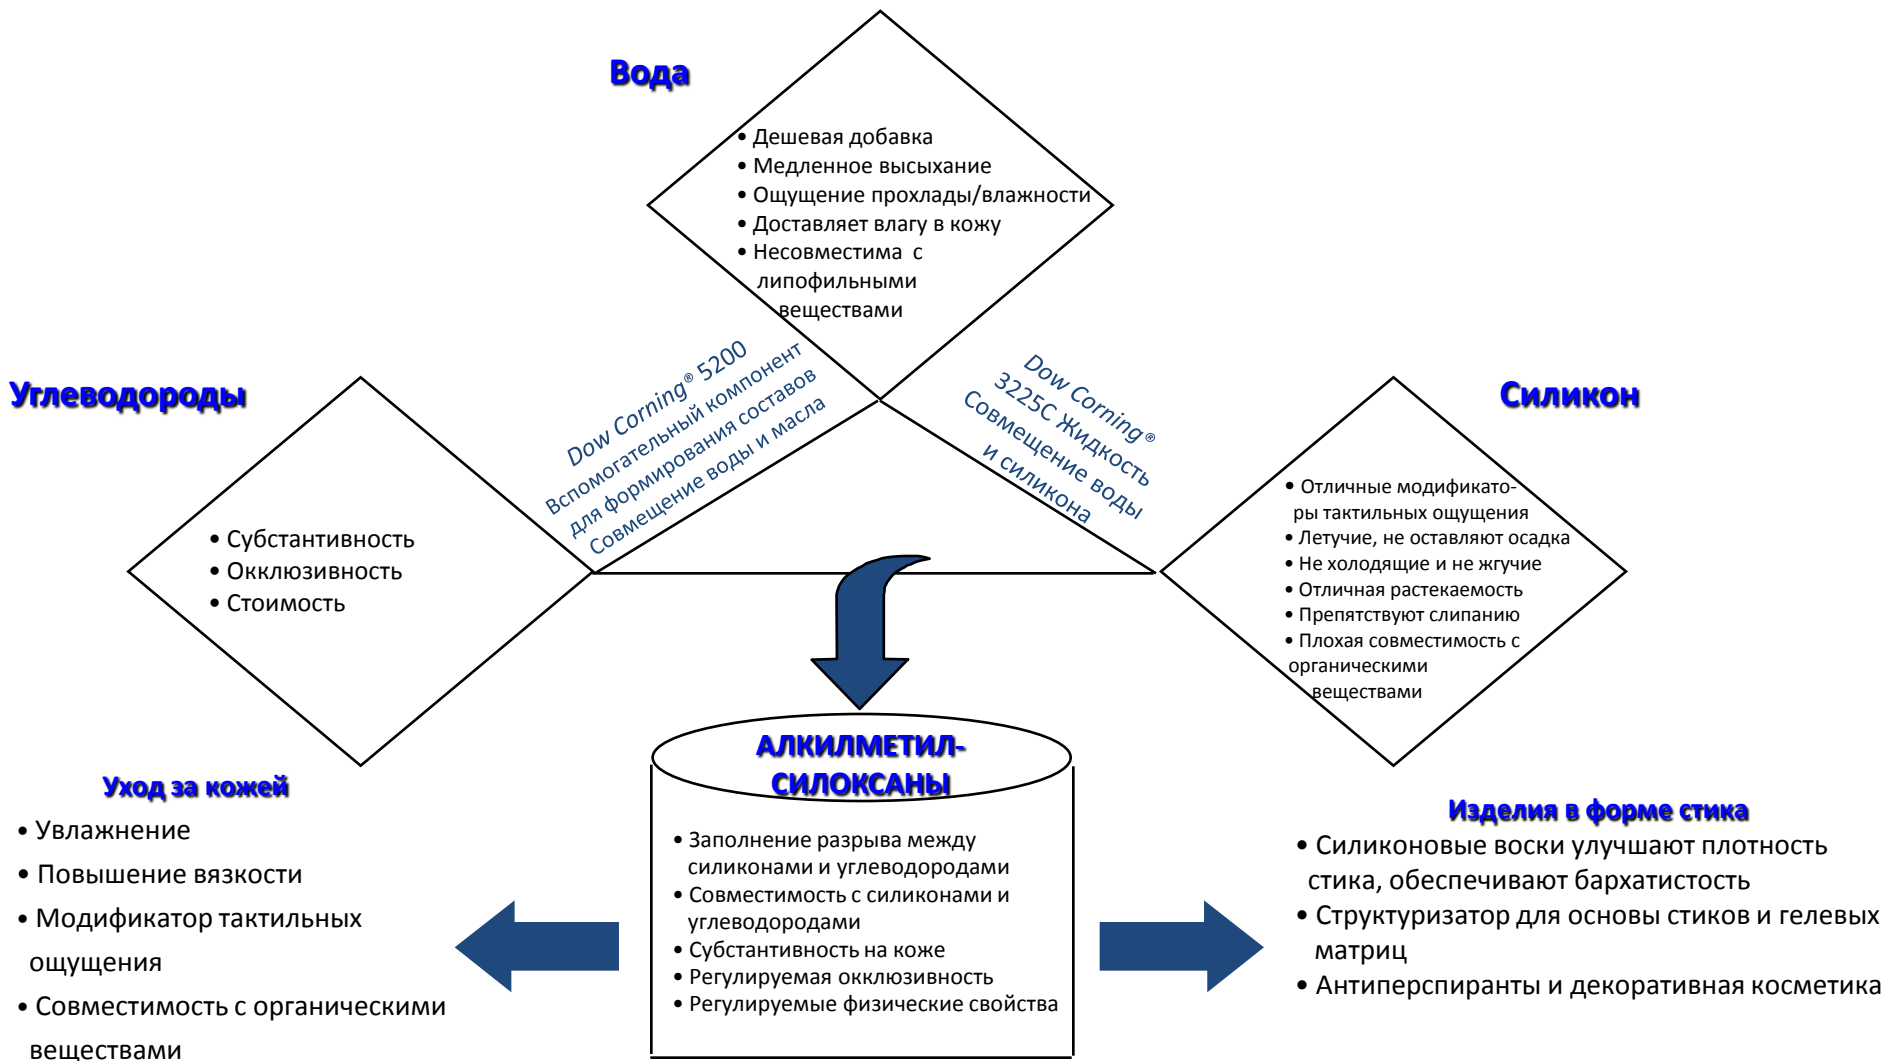 Вода
• Дешевая добавка
• Медленное высыхание
• Ощущение прохлады/влажности
• Доставляет влагу в кожу
• Несовместима с
липофильными
веществами
Углеводороды
• Субстантивность
• Окклюзивность
• Стоимость
Dow Corning® 5200
Вспомогательный компонент
для формирования составов
Совмещение воды и масла
Dow Corning®
3225C Жидкость
Совмещение воды
и силикона
Силикон
• Отличные модификато-
ры тактильных ощущения
• Летучие, не оставляют осадка
• Не холодящие и не жгучие
• Отличная растекаемость
• Препятствуют слипанию
• Плохая совместимость с
органическими
веществами
Уход за кожей
• Увлажнение
• Повышение вязкости
• Модификатор тактильных
ощущения
• Совместимость с органическими
веществами
АЛКИЛМЕТИЛ-
СИЛОКСАНЫ
• Заполнение разрыва между
силиконами и углеводородами
• Совместимость с силиконами и
углеводородами
• Субстантивность на коже
• Регулируемая окклюзивность
• Регулируемые физические свойства
Изделия в форме стика
• Силиконовые воски улучшают плотность
стика, обеспечивают бархатистость
• Структуризатор для основы стиков и гелевых
матриц
• Антиперспиранты и декоративная косметика